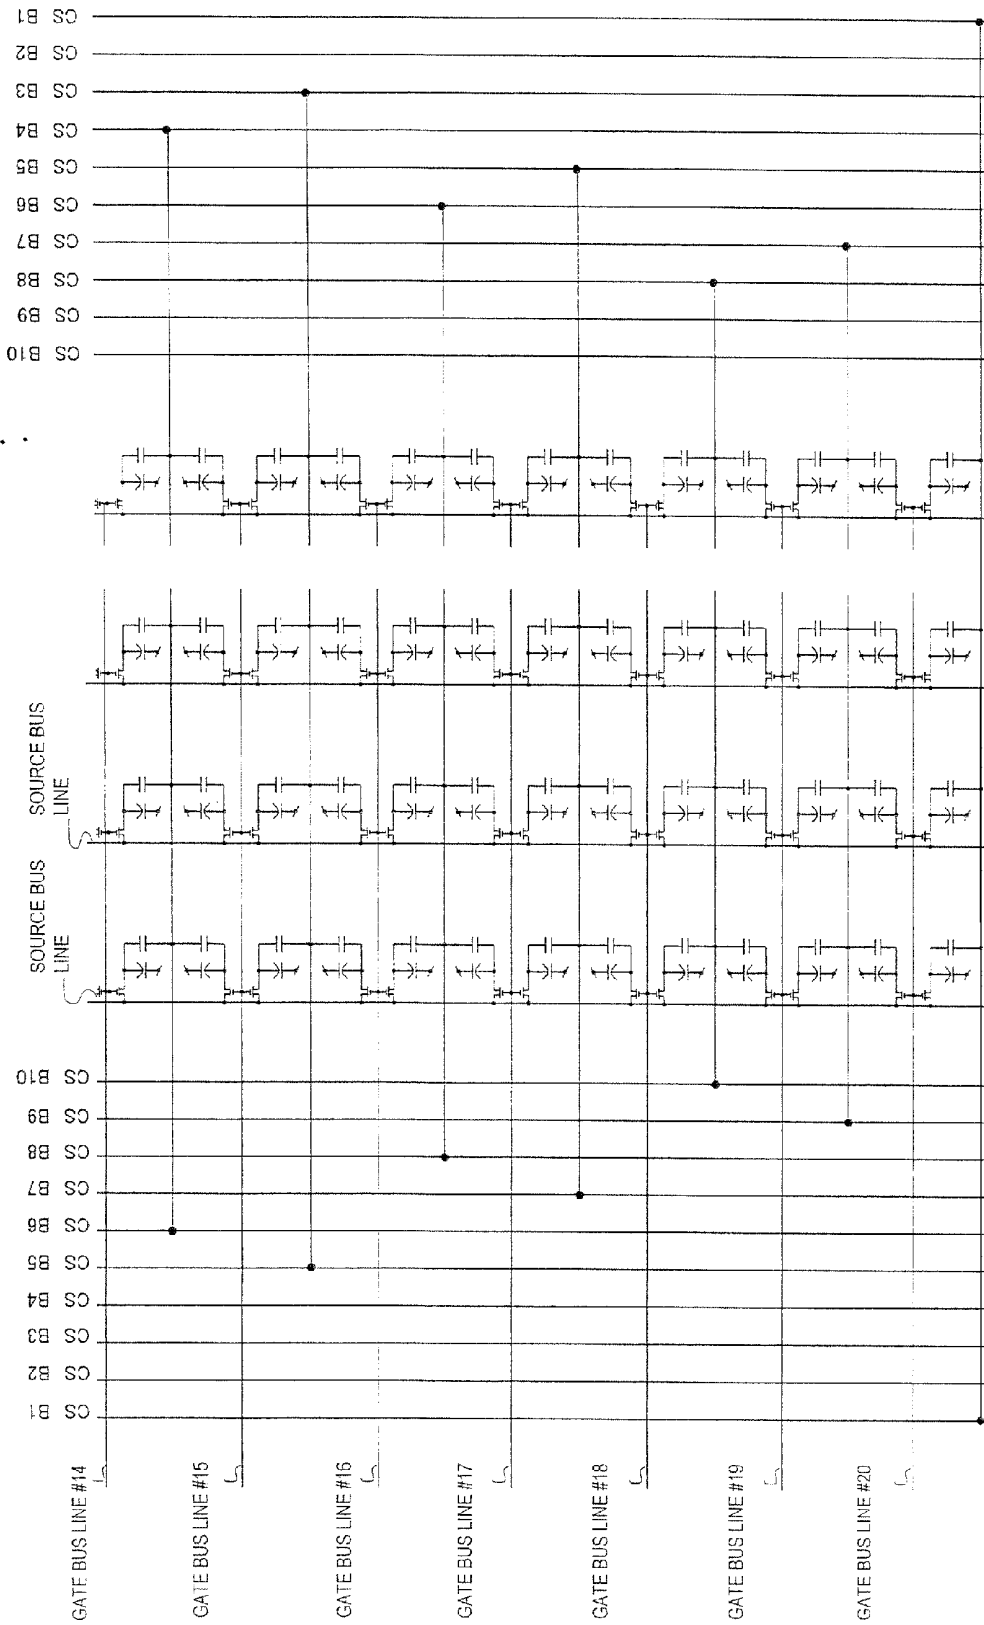 CS B1
CS B2
CS B3
CS B4
CS B5
CS B6
CS B7
CS B8
CS B9
CS B10
SOURCE BUS
LINE
SOURCE BUS
LINE
CS B10
CS B9
CS B8
CS B7
CS B6
CS B5
CS B4
CS B3
CS B2
CS B1
GATE BUS LINE #14
GATE BUS LINE #15
GATE BUS LINE #16
GATE BUS LINE #17
GATE BUS LINE #18
GATE BUS LINE #19
GATE BUS LINE #20